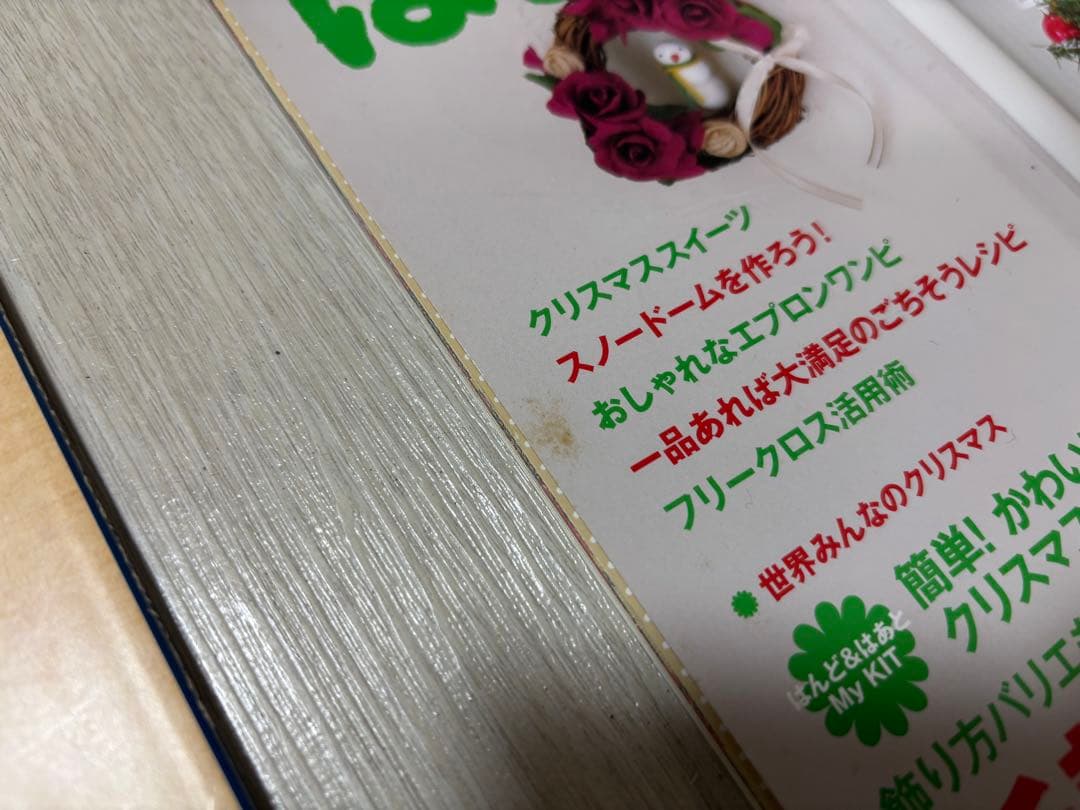 クリスマススイーツ
スノードームを作ろう!
おしゃれなエプロンワンピ
一品あれば大満足のごちそうレシピ
フリークロス活用術
世界みんなのクリスマス
はんど&はあと
My KIT
簡単! かわい
クリスマス
飾り方バリエ